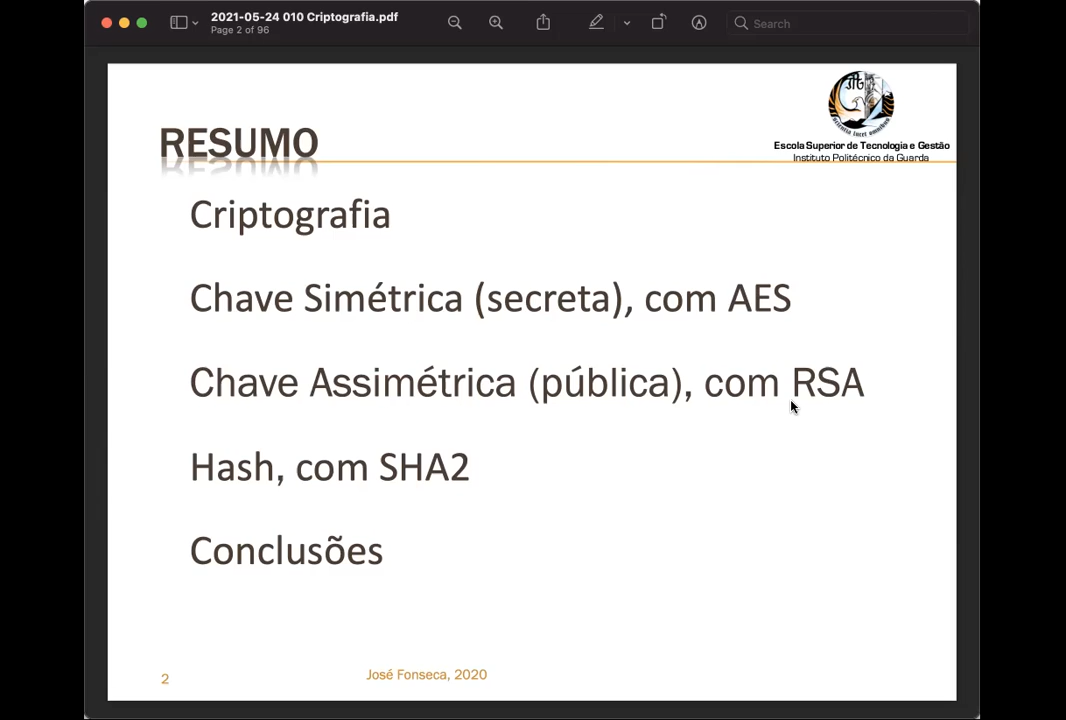 2021-05-24 010 Criptografia.pdf
Page 2 of 96
Search
Escola Superior de Tecnologia e Gestão
Instituto Politécnico da Guarda
RESUMO
Criptografia
Chave Simétrica (secreta), com AES
Chave Assimétrica (pública), com RSA
Hash, com SHA2
Conclusões
2
José Fonseca, 2020